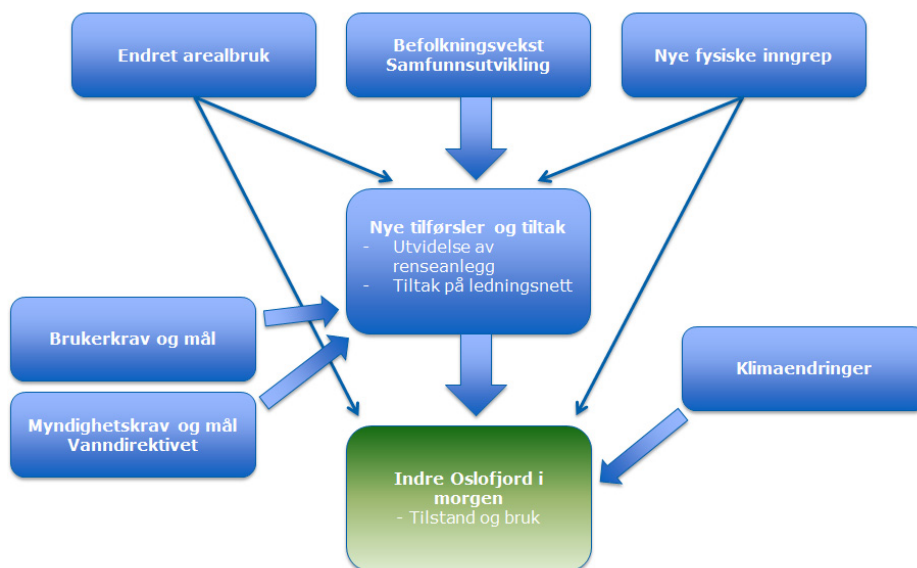 Endret arealbruk
Befolkningsvekst
Samfunnsutvikling
Nye fysiske inngrep
Nye tilførsler og tiltak
- Utvidelse av
renseanlegg
- Tiltak på ledningsnett
Brukerkrav og mål
Myndighetskrav og mål
Vanndirektivet
Klimaendringer
Indre Oslofjord i
morgen
- Tilstand og bruk